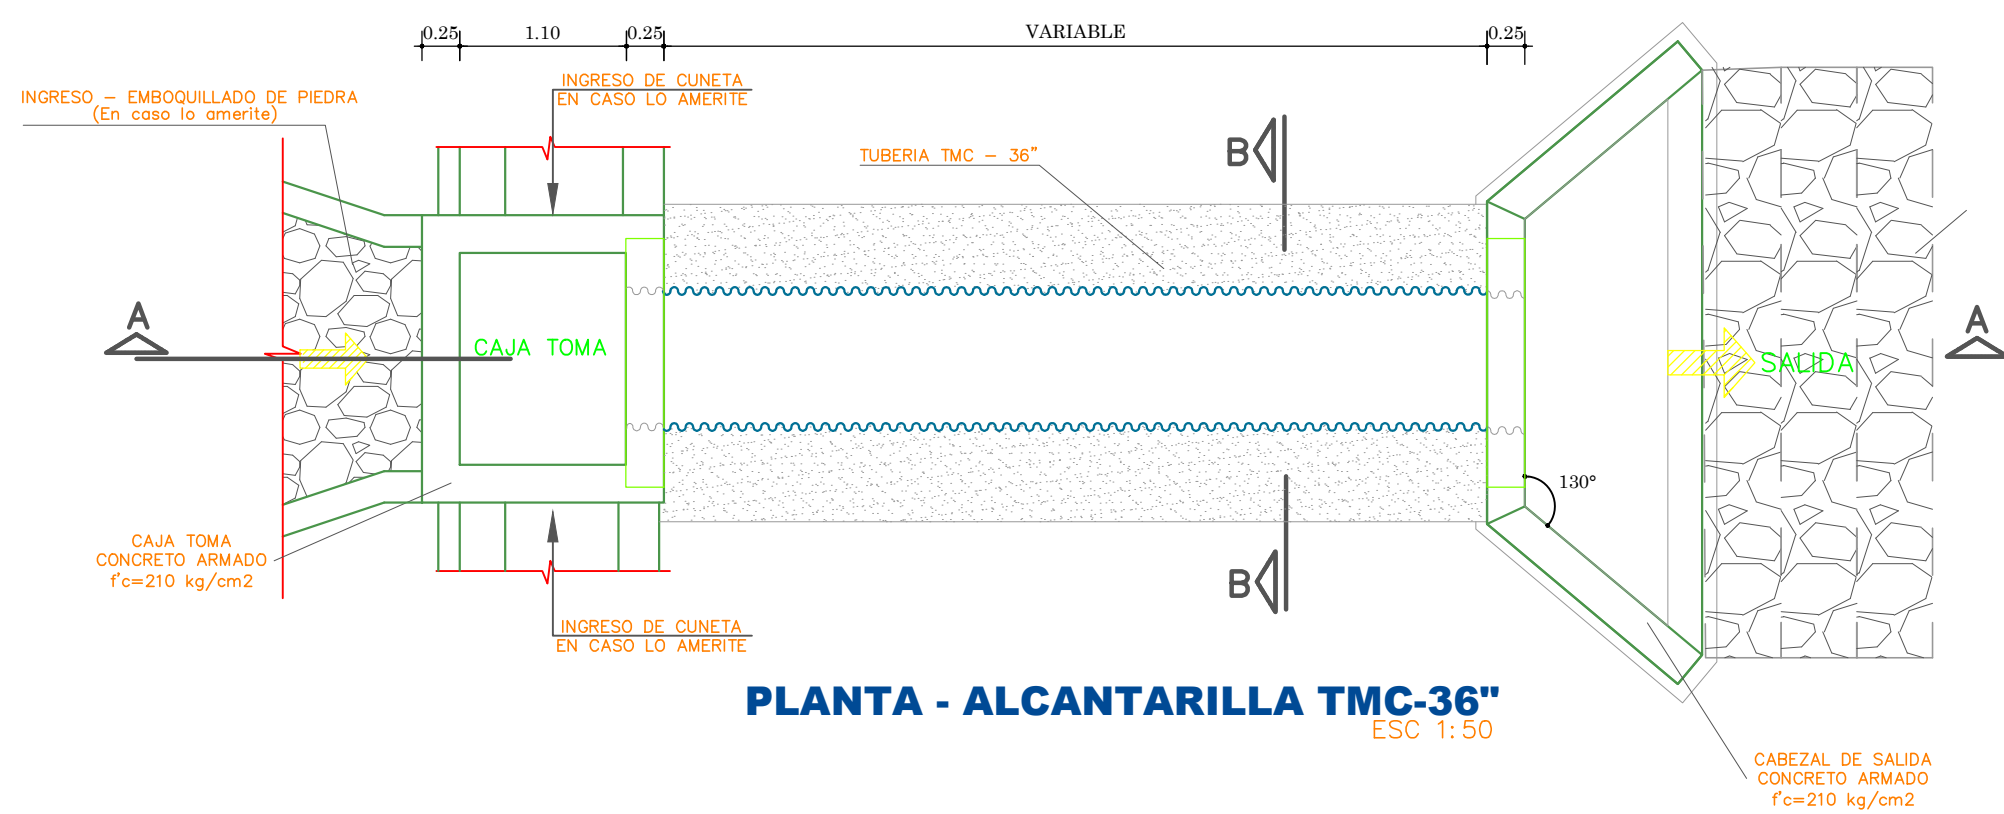 0.25
1.10
0.25
VARIABLE
0.25
INGRESO DE CUNETA
EN CASO LO AMERITE
INGRESO – EMBOQUILLADO DE PIEDRA
(En caso lo amerite)
TUBERIA TMC – 36"
B
A
CAJA TOMA
SALIDA
A
130°
CAJA TOMA
CONCRETO ARMADO
f'c=210 kg/cm2
B
INGRESO DE CUNETA
EN CASO LO AMERITE
PLANTA - ALCANTARILLA TMC-36"
ESC 1:50
CABEZAL DE SALIDA
CONCRETO ARMADO
f'c=210 kg/cm2